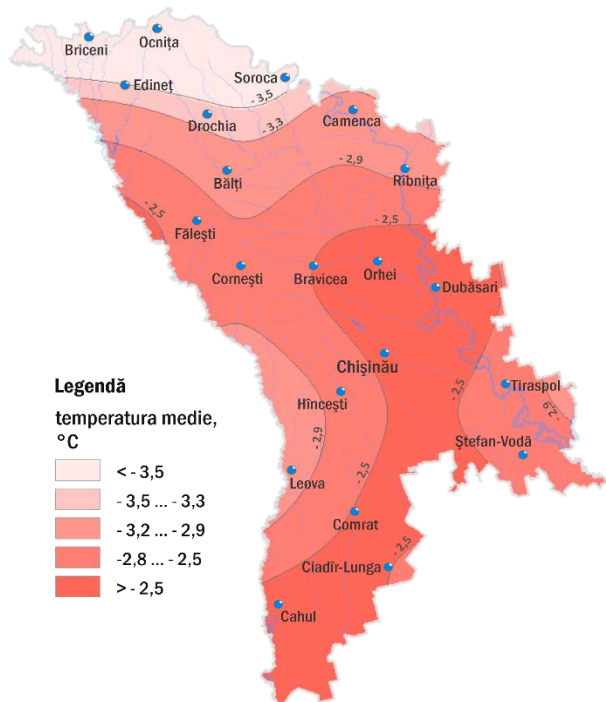 Ocnița
Briceni
Soroca
Edineț
- 3,5
Drochia
- 3,3
Camenca
- 2,9
Bălți
Rîbnița
- 2,5
- 2,5
Fălești
Cornești
Bravicea
Orhei
Dubăsari
Chișinău
- 2,5
Tiraspol
- 2,9
Hîncești
- 2,9
Ștefan-Vodă
Leova
- 2,5
Comrat
- 2,5
Ciadîr-Lunga
Cahul
Legendă
temperatura medie,
°C
< - 3,5
- 3,5 ... - 3,3
- 3,2 ... - 2,9
-2,8 ... - 2,5
> - 2,5